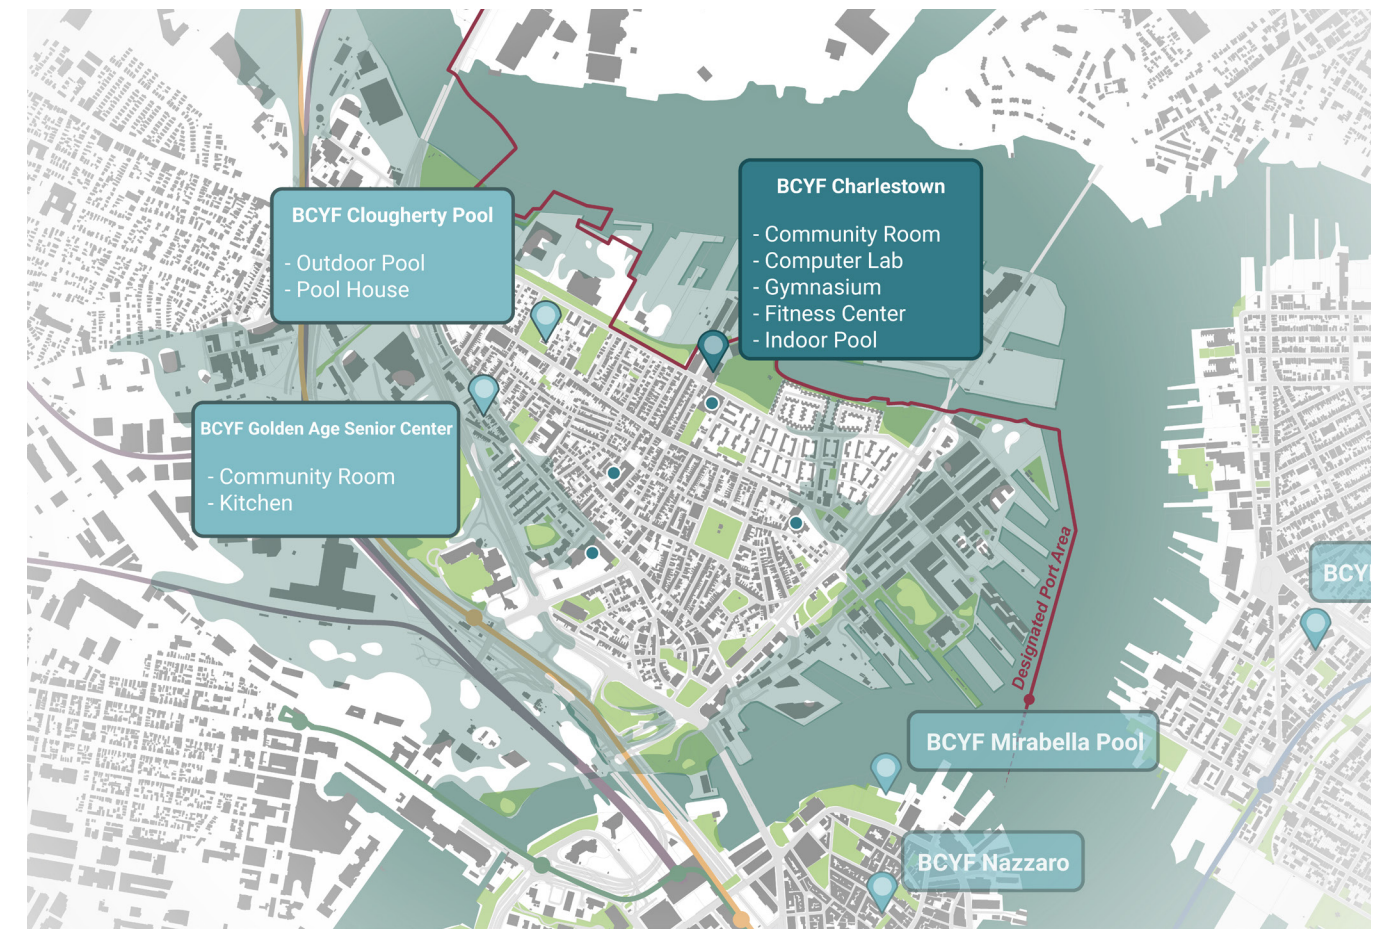 BCYF Charlestown
- Community Room
- Computer Lab
- Gymnasium
- Fitness Center
- Indoor Pool
BCYF Clougherty Pool
- Outdoor Pool
- Pool House
BCYF Golden Age Senior Center
- Community Room
- Kitchen
Designated Port Area
BCYF Mirabella Pool
BCYF Nazzaro